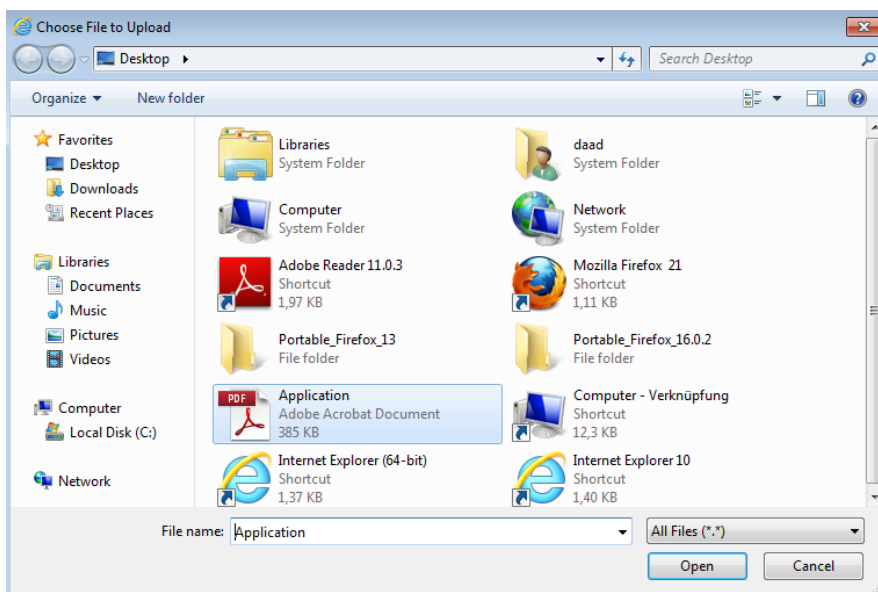 Choose File to Upload
Desktop
Search Desktop
Organize
New folder
Favorites
Desktop
Downloads
Recent Places
Libraries
Documents
Music
Pictures
Videos
Computer
Local Disk (C:)
Network
Libraries
System Folder
daad
System Folder
Computer
System Folder
Network
System Folder
Adobe Reader 11.0.3
Shortcut
1,97 KB
Mozilla Firefox 21
Shortcut
1,11 KB
Portable_Firefox_13
File folder
Portable_Firefox_16.0.2
File folder
PDF
Application
Adobe Acrobat Document
385 KB
Computer - Verknüpfung
Shortcut
12,3 KB
Internet Explorer (64-bit)
Shortcut
1,37 KB
Internet Explorer 10
Shortcut
1,40 KB
File name: Application
All Files (*.*)
Open
Cancel